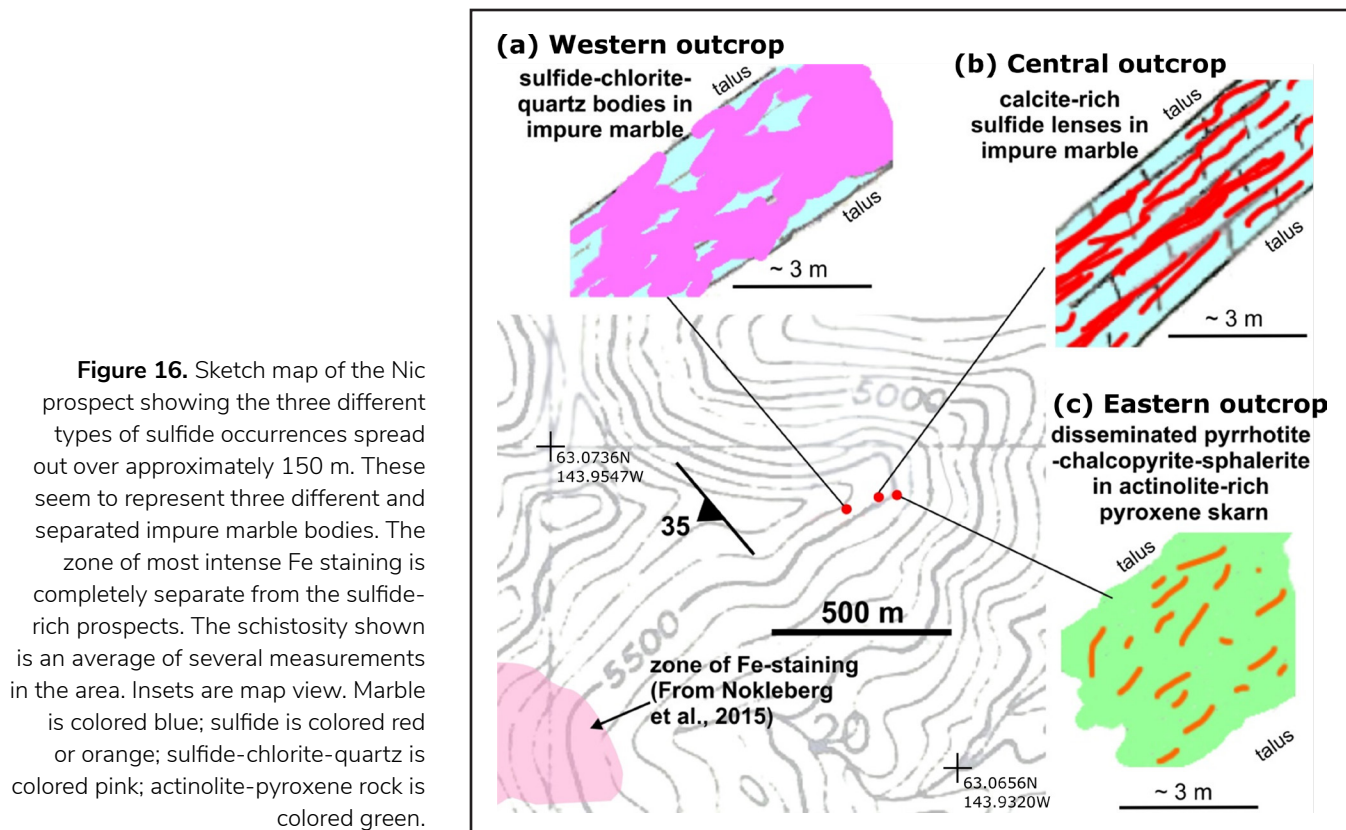 Figure 16. Sketch map of the Nic
prospect showing the three different
types of sulfide occurrences spread
out over approximately 150 m. These
seem to represent three different and
separated impure marble bodies. The
zone of most intense Fe staining is
completely separate from the sulfide-
rich prospects. The schistosity shown
is an average of several measurements
in the area. Insets are map view. Marble
is colored blue; sulfide is colored red
or orange; sulfide-chlorite-quartz is
colored pink; actinolite-pyroxene rock is
colored green.
(a) Western outcrop
sulfide-chlorite-
quartz bodies in
impure marble
talus
talus
~ 3 m
(b) Central outcrop
calcite-rich
sulfide lenses in
impure marble
talus
talus
~ 3 m
5000
63.0736N
143.9547W
35
500 m
5500
zone of Fe-staining
(From Nokleberg
et al., 2015)
20
63.0656N
143.9320W
(c) Eastern outcrop
disseminated pyrrhotite
-chalcopyrite-sphalerite
in actinolite-rich
pyroxene skarn
talus
talus
~ 3 m